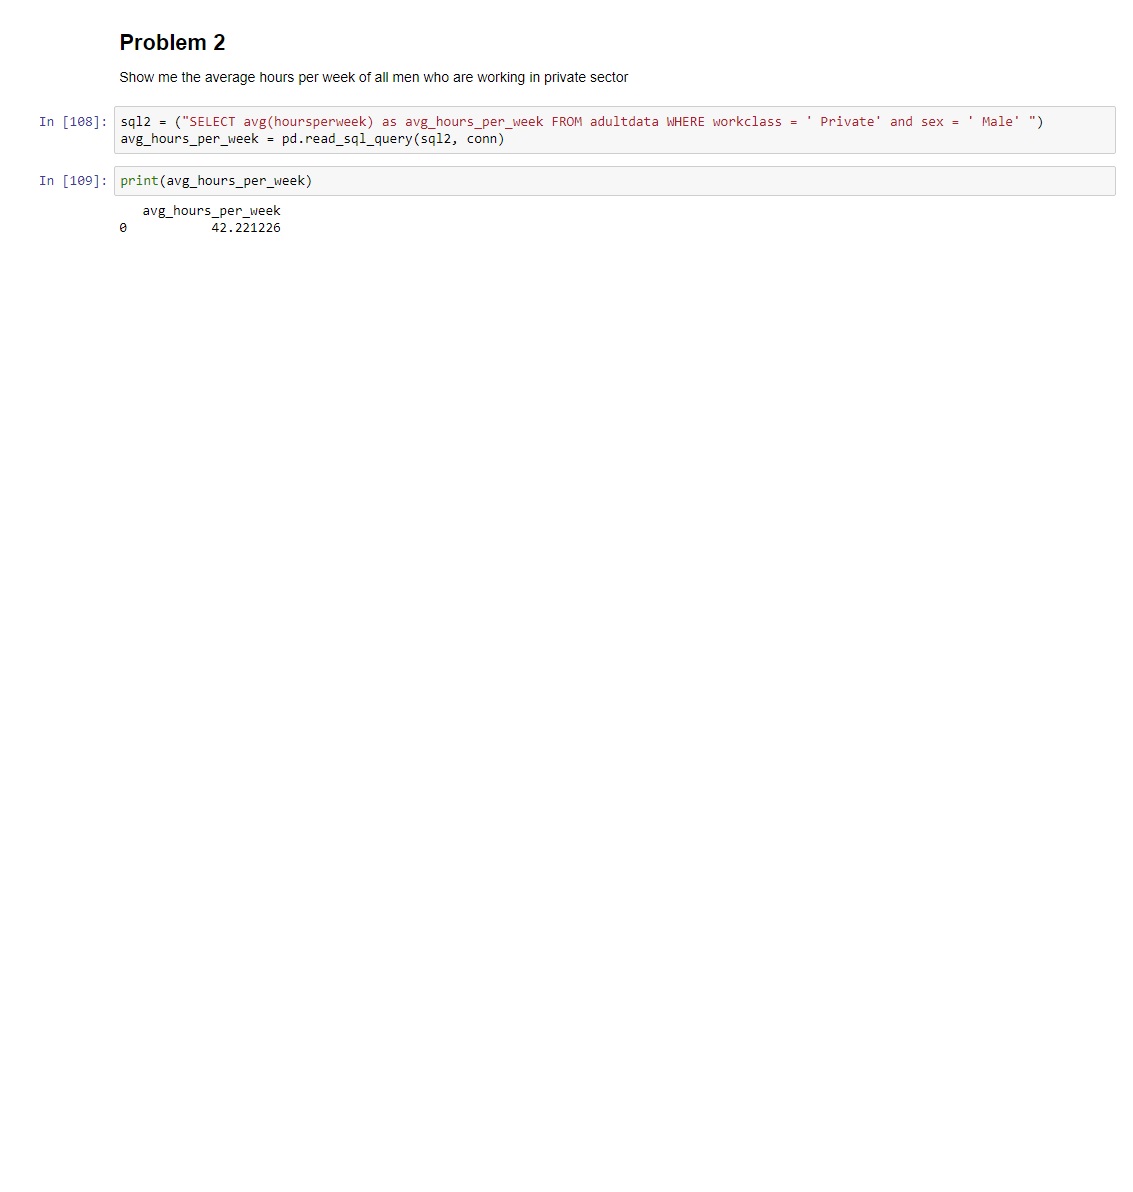 Problem 2
Show me the average hours per week of all men who are working in private sector
In [108]: sql2 = ("SELECT avg(hoursperweek) as avg_hours_per_week FROM adultdata WHERE workclass = ' Private' and sex = ' Male' ")
avg_hours_per_week = pd.read_sql_query(sql2, conn)
In [109]: print(avg_hours_per_week)
avg_hours_per_week
0 42.221226